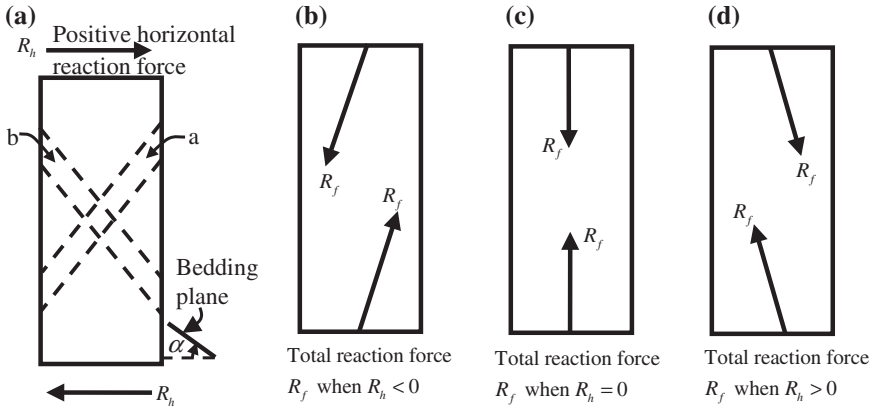 (a)
Positive horizontal
R_h
reaction force
b
a
Bedding
plane
α
R_h
(b)
R_f
R_f
Total reaction force
R_f when R_h < 0
(c)
R_f
R_f
Total reaction force
R_f when R_h = 0
(d)
R_f
R_f
Total reaction force
R_f when R_h > 0